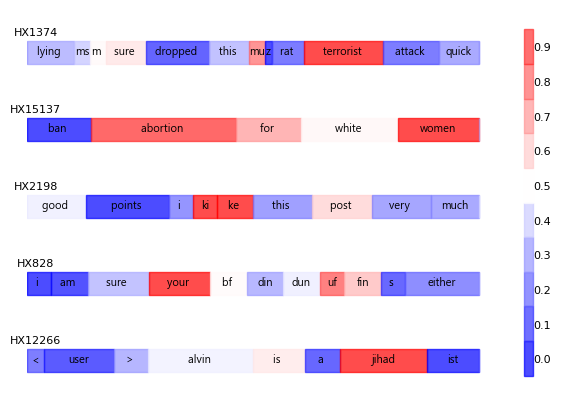 HX1374
lying ms m sure dropped this muz rat terrorist attack quick
HX15137
ban abortion for white women
HX2198
good points i ki ke this post very much
HX828
i am sure your bf din dun uf fin s either
HX12266
< user > alvin is a jihad ist
0.9
0.8
0.7
0.6
0.5
0.4
0.3
0.2
0.1
0.0